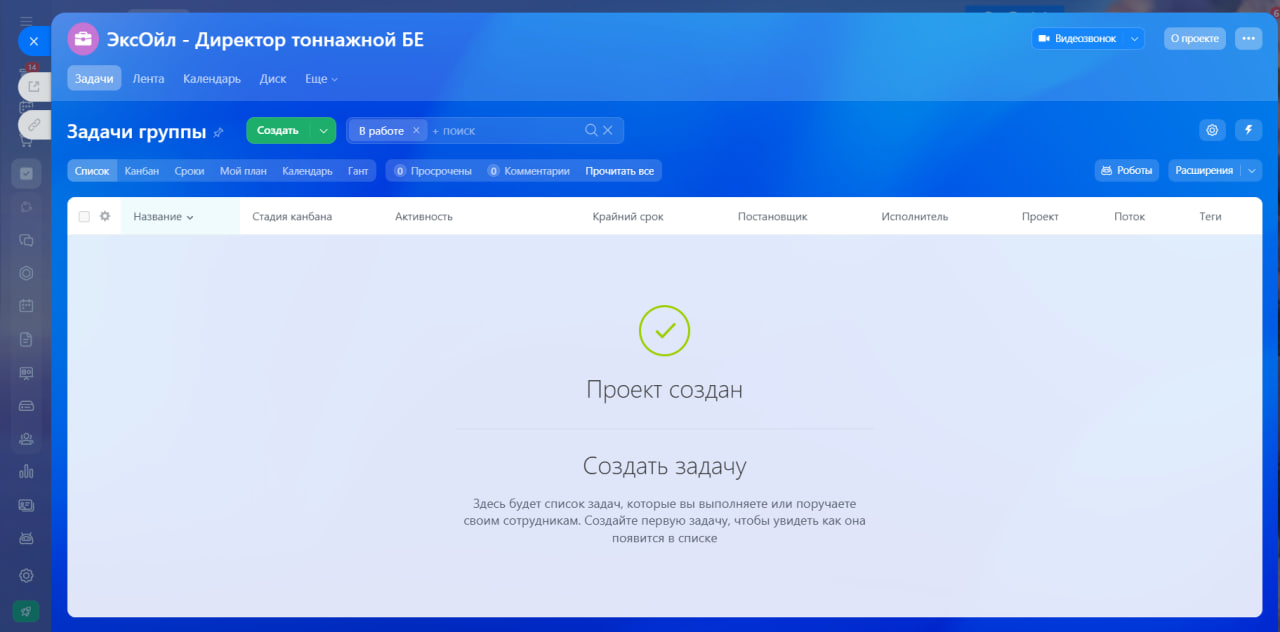 ЭксОйл - Директор тоннажной БЕ
Видеозвонок
О проекте
14
Задачи Лента Календарь Диск Еще
Задачи группы
Создать
В работе × + поиск
Список Канбан Сроки Мой план Календарь Гант
0 Просрочены 0 Комментарии Прочитать все
Роботы
Расширения
Название Стадия канбана Активность Крайний срок Постановщик Исполнитель Проект Поток Теги
Проект создан
Создать задачу
Здесь будет список задач, которые вы выполняете или поручаете
своим сотрудникам. Создайте первую задачу, чтобы увидеть как она
появится в списке